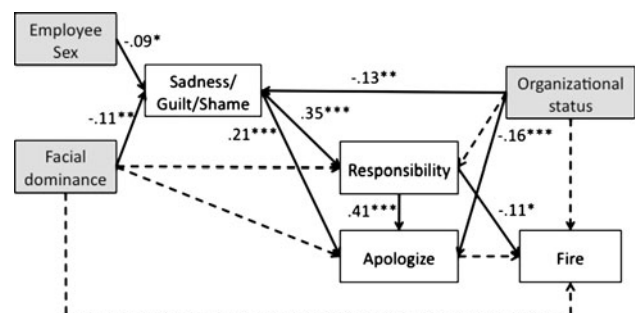 Employee
Sex
-.09*
Sadness/
Guilt/Shame
-.13**
Organizational
status
-.11**
.35***
.21***
-.16***
Facial
dominance
Responsibility
.41***
-.11*
Apologize
Fire